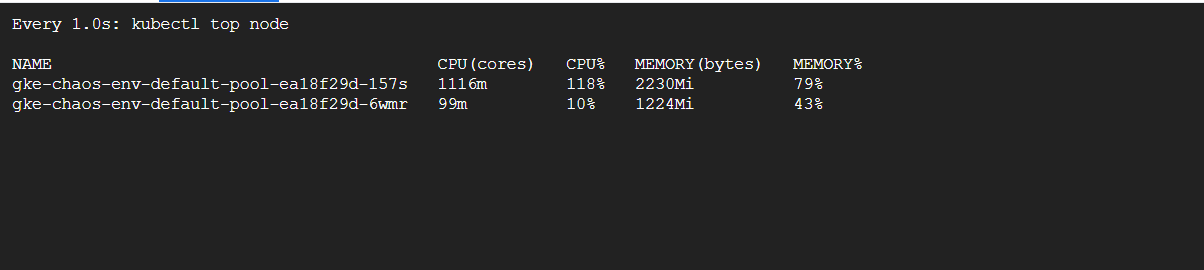 Every 1.0s: kubectl top node
NAME CPU(cores) CPU% MEMORY(bytes) MEMORY%
gke-chaos-env-default-pool-ea18f29d-157s 1116m 118% 2230Mi 79%
gke-chaos-env-default-pool-ea18f29d-6wmr 99m 10% 1224Mi 43%